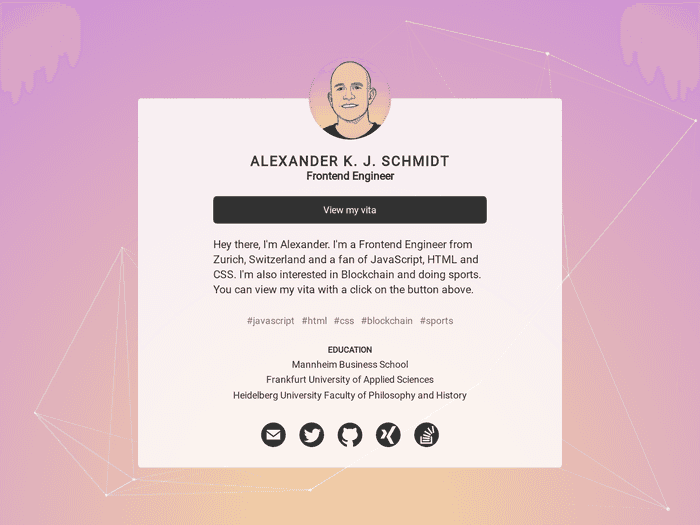 ALEXANDER K. J. SCHMIDT
Frontend Engineer
View my vita
Hey there, I'm Alexander. I'm a Frontend Engineer from
Zurich, Switzerland and a fan of JavaScript, HTML and
CSS. I'm also interested in Blockchain and doing sports.
You can view my vita with a click on the button above.
#javascript #html #css #blockchain #sports
EDUCATION
Mannheim Business School
Frankfurt University of Applied Sciences
Heidelberg University Faculty of Philosophy and History